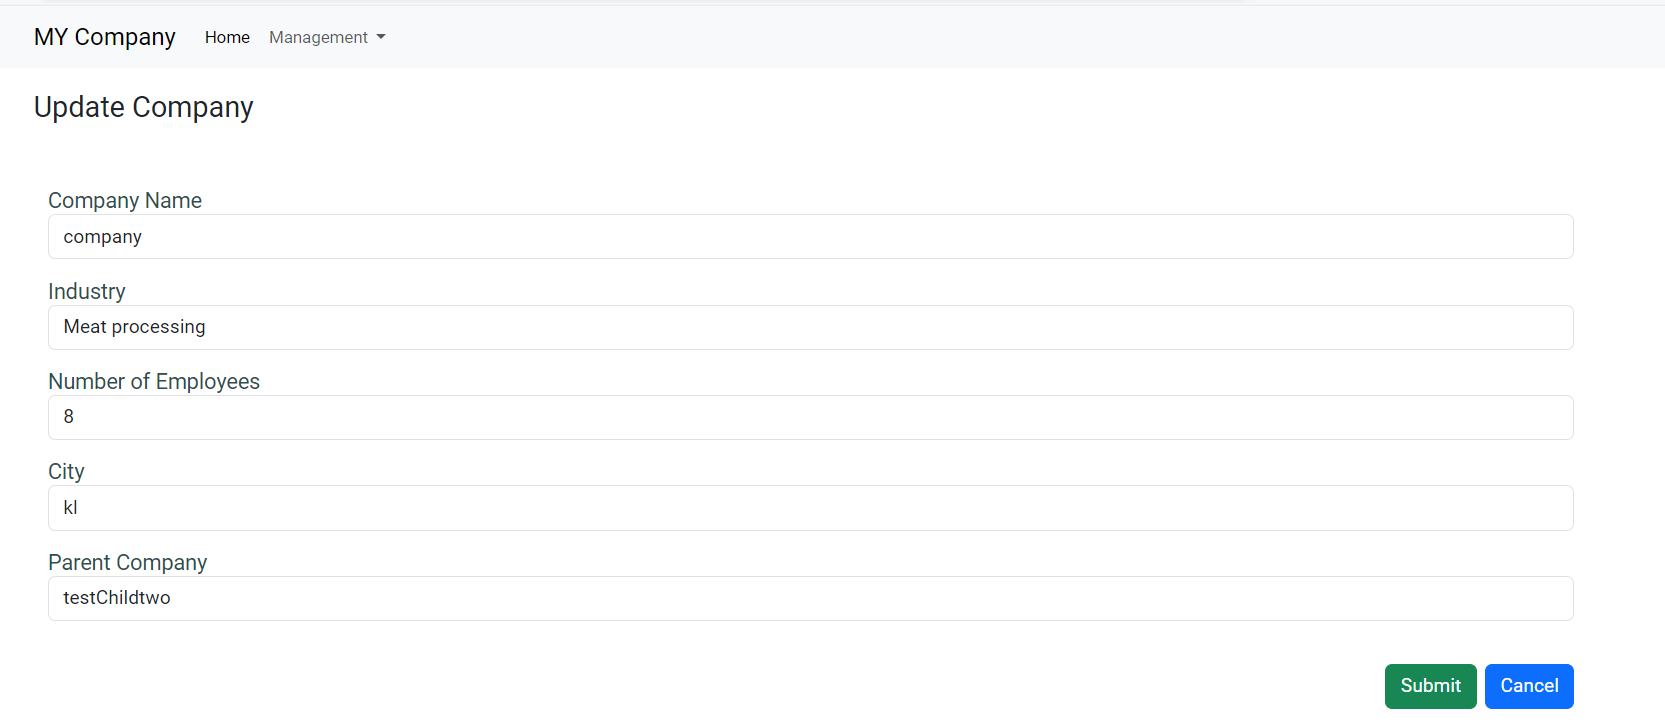 MY Company Home Management
Update Company
Company Name
company
Industry
Meat processing
Number of Employees
8
City
kl
Parent Company
testChildtwo
Submit Cancel